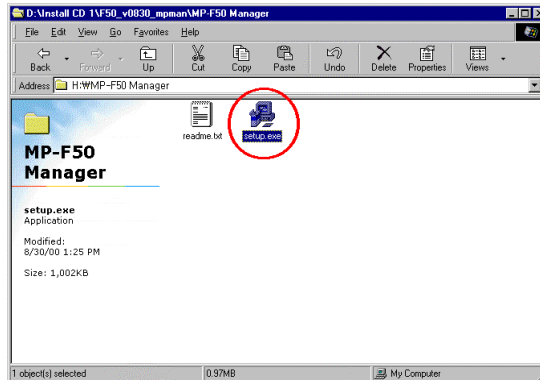 D:\Install CD 1\F50_v0830_mpman\MP-F50 Manager
File Edit View Go Favorites Help
Back Forward Up Cut Copy Paste Undo Delete Properties Views
Address H:₩MP-F50 Manager
readme.txt setup.exe
MP-F50
Manager
setup.exe
Application
Modified:
8/30/00 1:25 PM
Size: 1,002KB
1 object(s) selected 0.97MB My Computer